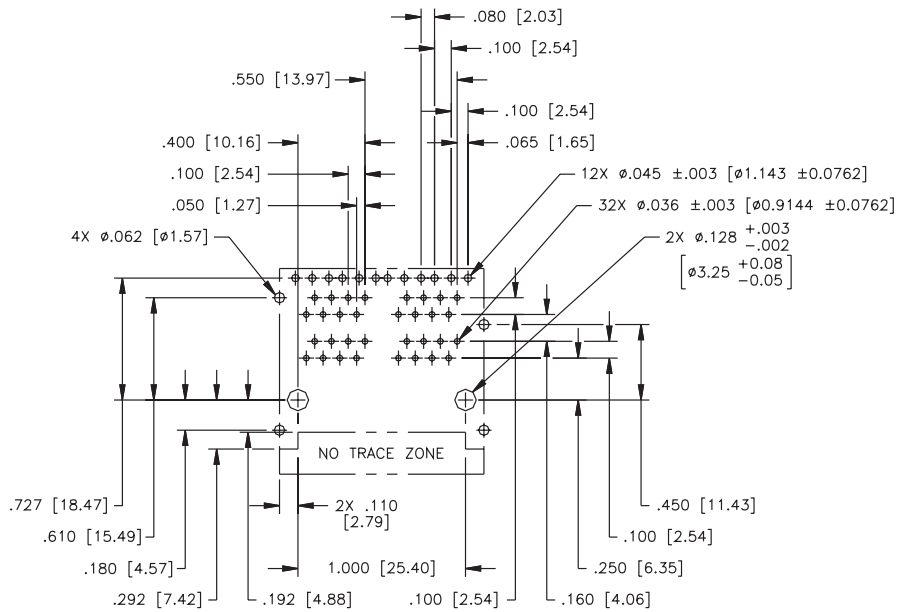 .080 [2.03]
.100 [2.54]
.550 [13.97]
.100 [2.54]
.400 [10.16]
.065 [1.65]
.100 [2.54]
12X ø.045 ±.003 [ø1.143 ±0.0762]
.050 [1.27]
32X ø.036 ±.003 [ø0.9144 ±0.0762]
4X ø.062 [ø1.57]
2X ø.128 +.003 -.002
[ø3.25 +0.08 -0.05]
NO TRACE ZONE
.727 [18.47]
2X .110
[2.79]
.450 [11.43]
.610 [15.49]
.100 [2.54]
.180 [4.57]
1.000 [25.40]
.250 [6.35]
.292 [7.42]
.192 [4.88]
.100 [2.54]
.160 [4.06]